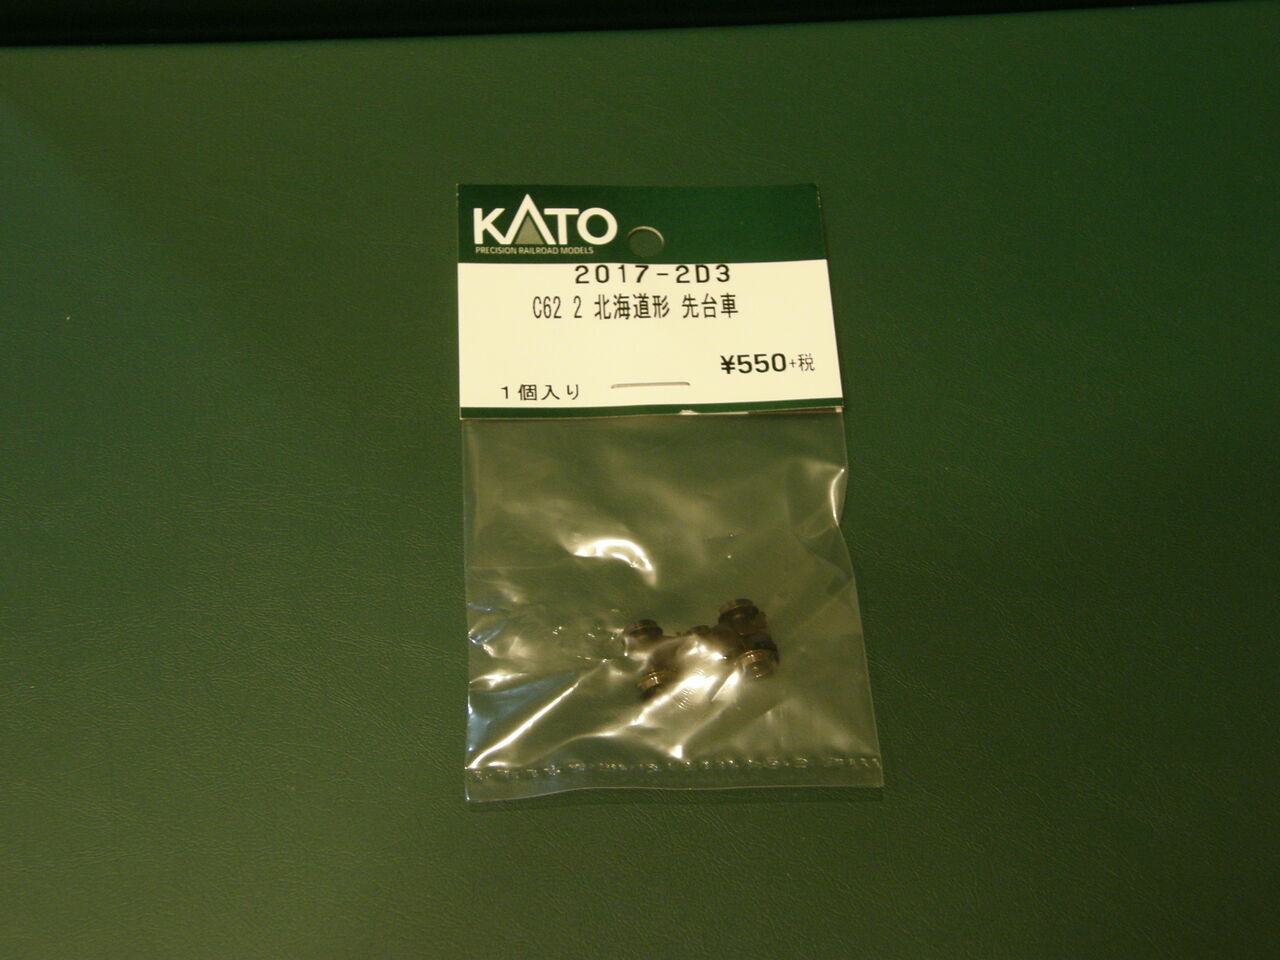 KATO
PRECISION RAILROAD MODELS
2017-2D3
C62 2 北海道形 先台車
¥550+税
1個入り